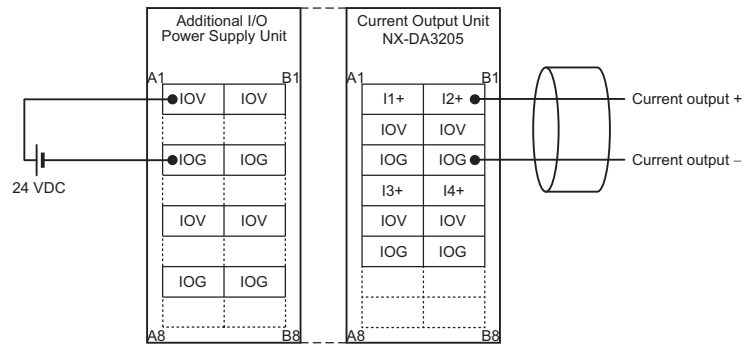 Additional I/O
Power Supply Unit
Current Output Unit
NX-DA3205
A1 B1 A1 B1
IOV IOV I1+ I2+ Current output +
IOV IOV
IOG IOG IOG IOG Current output –
24 VDC
I3+ I4+
IOV IOV IOV IOV
IOG IOG
IOG IOG
A8 B8 A8 B8